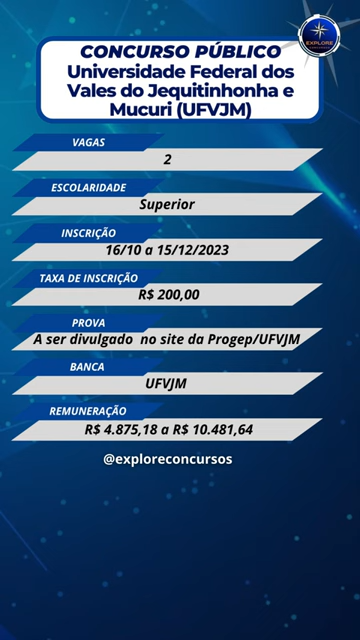 EXPLORE
CONCURSO PÚBLICO
Universidade Federal dos
Vales do Jequitinhonha e
Mucuri (UFVJM)
VAGAS
2
ESCOLARIDADE
Superior
INSCRIÇÃO
16/10 a 15/12/2023
TAXA DE INSCRIÇÃO
R$ 200,00
PROVA
A ser divulgado no site da Progep/UFVJM
BANCA
UFVJM
REMUNERAÇÃO
R$ 4.875,18 a R$ 10.481,64
@exploreconcursos